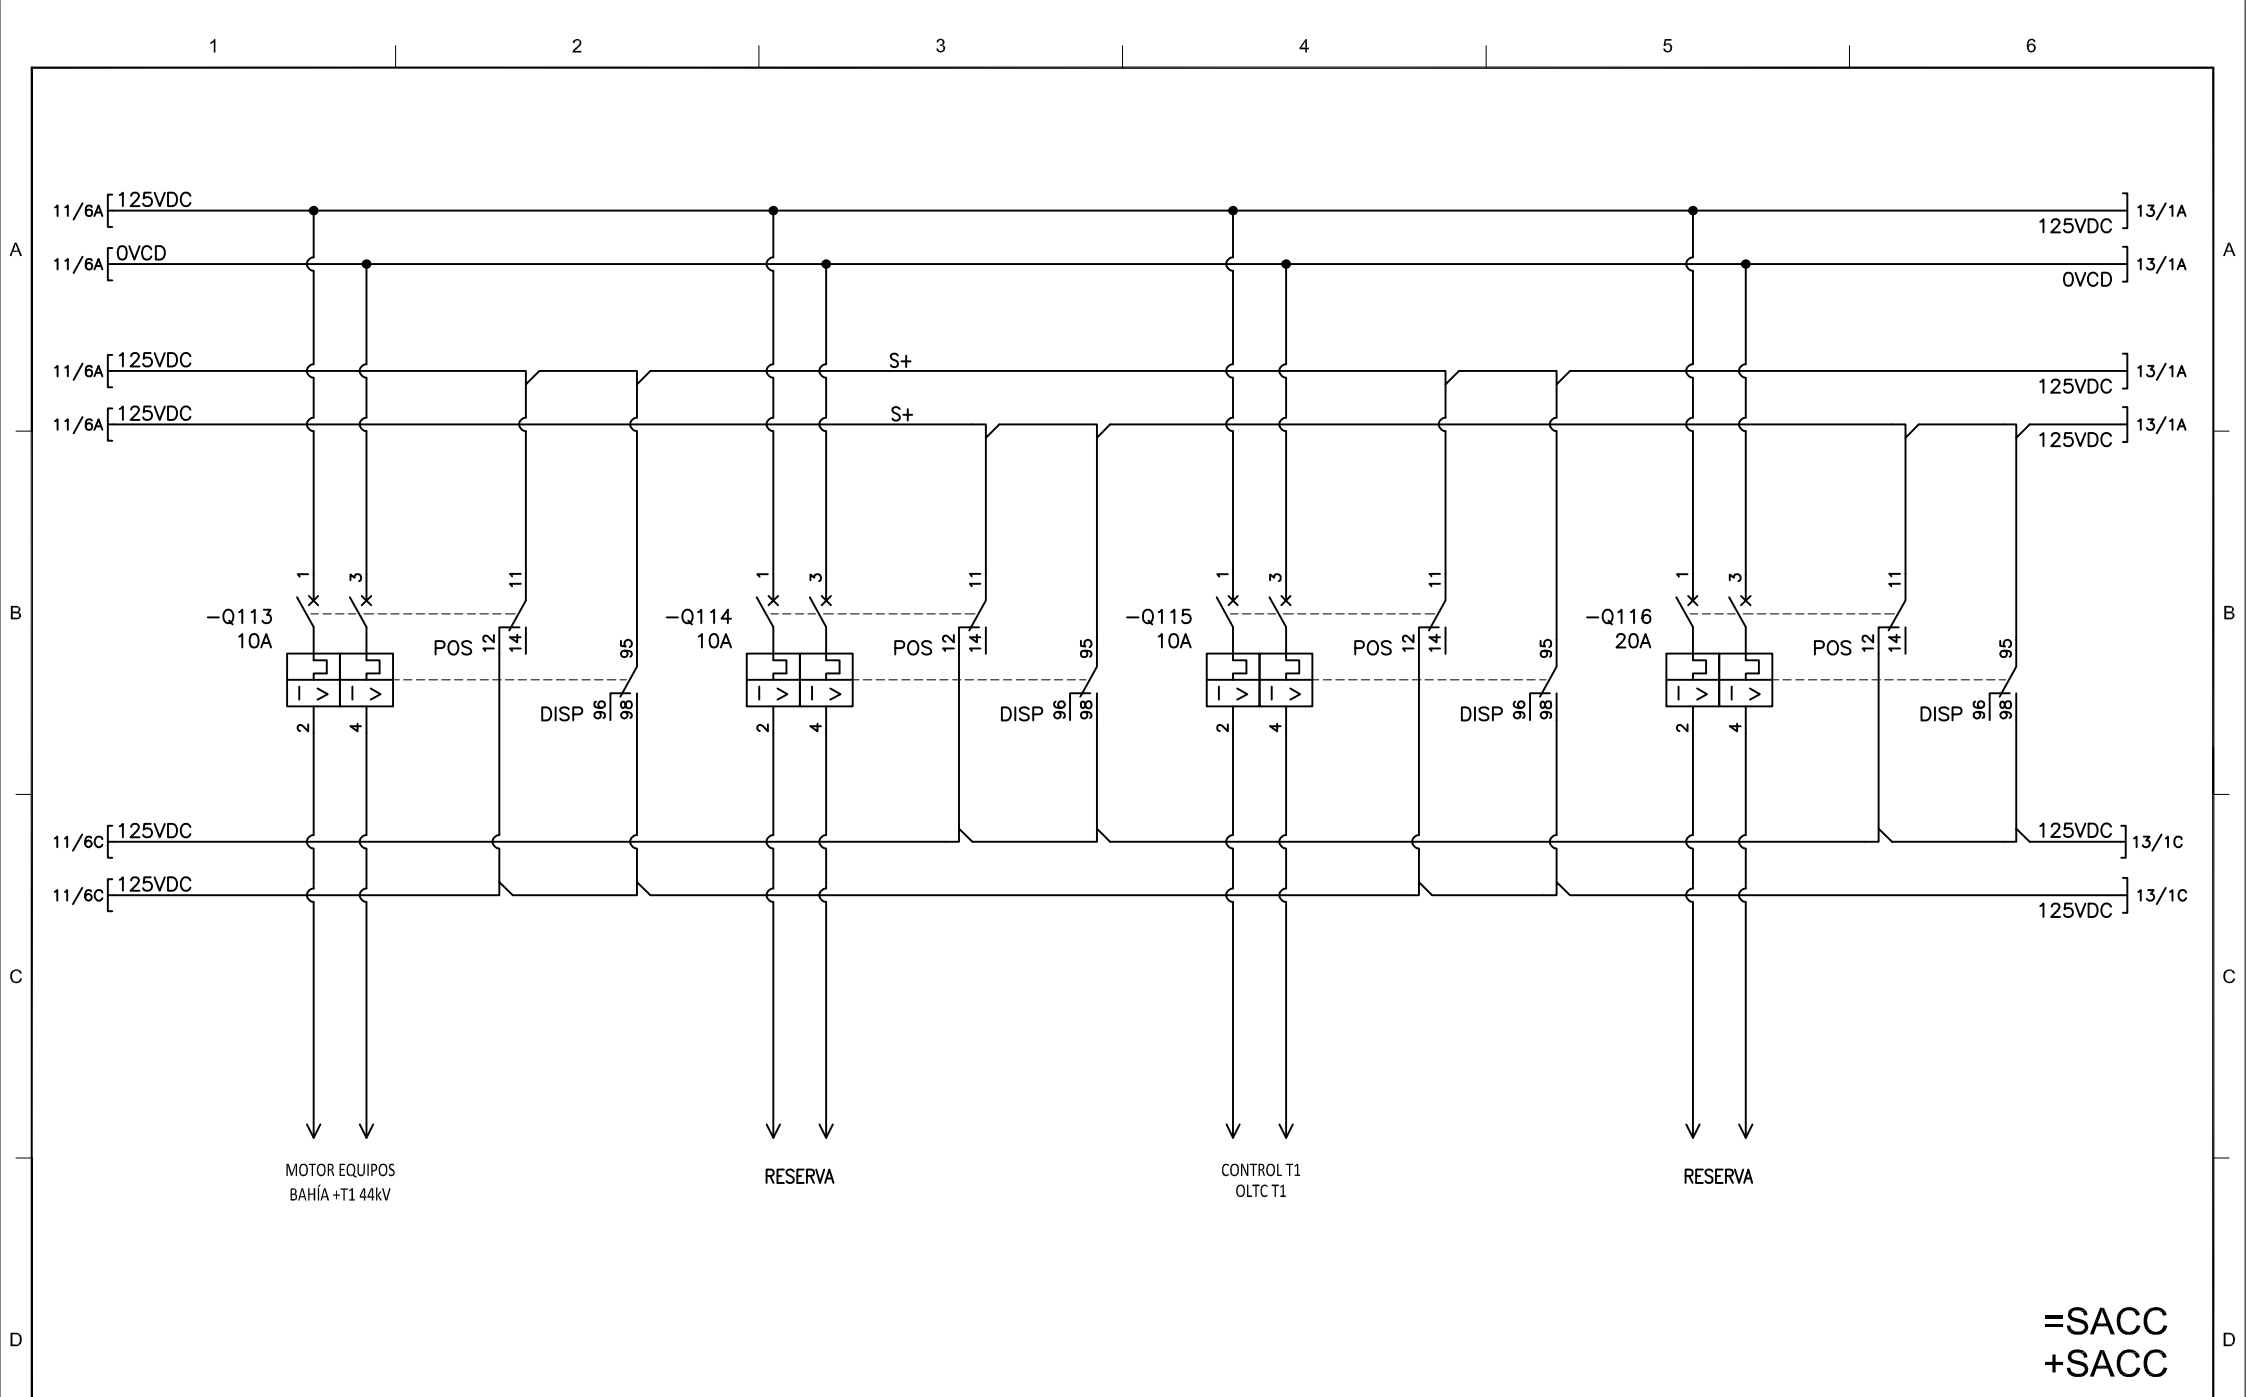 1 2 3 4 5 6
11/6A 125VDC 125VDC 13/1A
A 11/6A 0VCD 0VCD 13/1A A
11/6A 125VDC S+ 125VDC 13/1A
11/6A 125VDC S+ 125VDC 13/1A
1 3 11 1 3 11 1 3 11 1 3 11
B -Q113 -Q114 -Q115 -Q116 B
10A POS 12 14 95 10A POS 12 14 95 10A POS 12 14 95 20A POS 12 14 95
I > I > I > I > I > I > I > I >
2 4 DISP 96 98 2 4 DISP 96 98 2 4 DISP 96 98 2 4 DISP 96 98
11/6C 125VDC 125VDC 13/1C
11/6C 125VDC 125VDC 13/1C
C C
MOTOR EQUIPOS
BAHÍA +T1 44kV
RESERVA
CONTROL T1
OLTC T1
RESERVA
=SACC
D D
+SACC